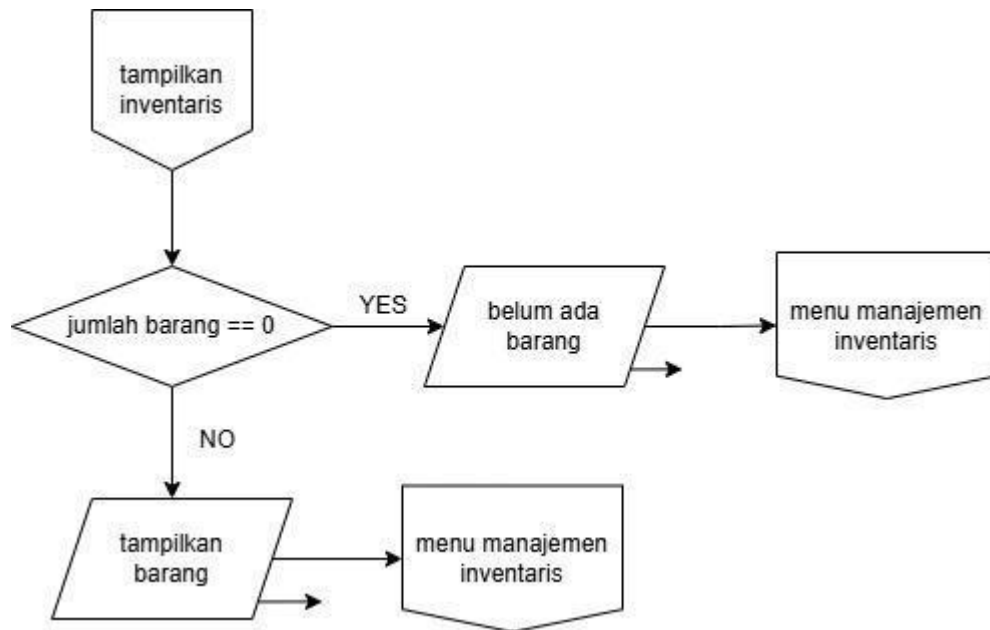 tampilkan
inventaris
jumlah barang == 0
YES
belum ada
barang
menu manajemen
inventaris
NO
tampilkan
barang
menu manajemen
inventaris